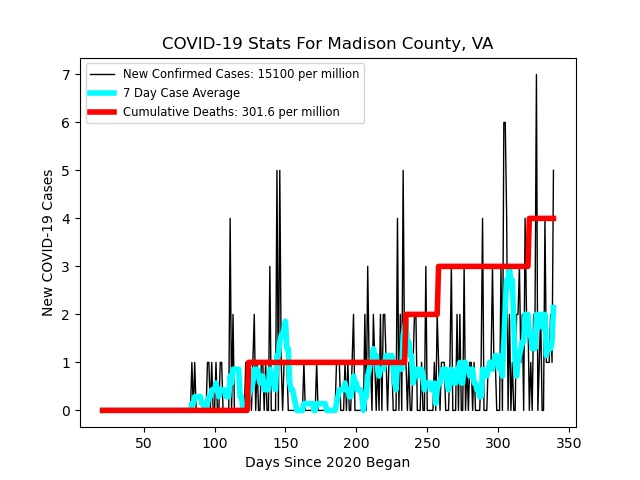 COVID-19 Stats For Madison County, VA
New Confirmed Cases: 15100 per million
7 Day Case Average
Cumulative Deaths: 301.6 per million
New COVID-19 Cases
7
6
5
4
3
2
1
0
50 100 150 200 250 300 350
Days Since 2020 Began